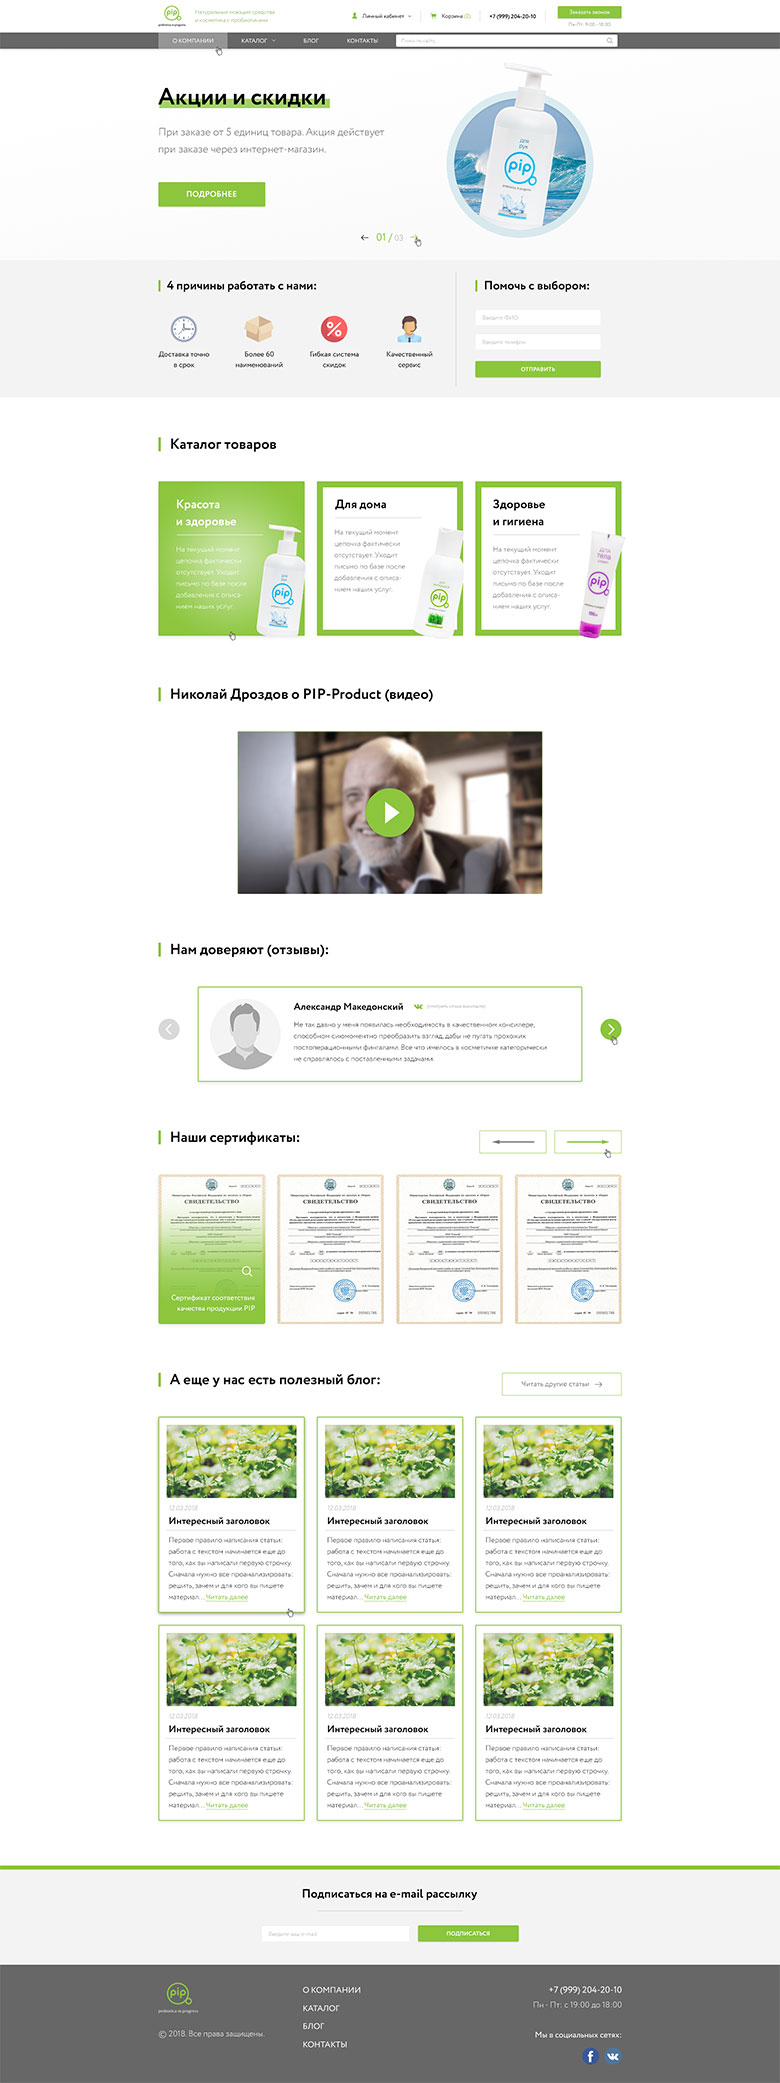 pip
probiotics in progress
Натуральные моющие средства
и косметика с пробиотиками
Личный кабинет
Корзина (0)
+7 (999) 204-20-10
Заказать звонок
Пн-Пт: 9:00 - 18:00
О КОМПАНИИ
КАТАЛОГ
БЛОГ
КОНТАКТЫ
Поиск по сайту
Акции и скидки
При заказе от 5 единиц товара. Акция действует
при заказе через интернет-магазин.
ПОДРОБНЕЕ
Для
Рук
pip
probiotics in progress
01 / 03
4 причины работать с нами:
Доставка точно
в срок
Более 60
наименований
Гибкая система
скидок
Качественный
сервис
Помочь с выбором:
Введите ФИО
Введите телефон
ОТПРАВИТЬ
Каталог товаров
Красота
и здоровье
На текущий момент
цепочка фактически
отсутствует. Уходит
письмо по базе после
добавления с описа-
нием наших услуг.
Для
Рук
pip
Для дома
На текущий момент
цепочка фактически
отсутствует. Уходит
письмо по базе после
добавления с описа-
нием наших услуг.
pip
Здоровье
и гигиена
На текущий момент
цепочка фактически
отсутствует. Уходит
письмо по базе после
добавления с описа-
нием наших услуг.
ДЛЯ
ТЕЛА
pip
Николай Дроздов о PIP-Product (видео)
Нам доверяют (отзывы):
Александр Македонский
Не так давно у меня появилась необходимость в качественном консилере,
способном сиюмоментно преобразить взгляд, дабы не пугать прохожих
постоперационными фингалами. Все что имелось в косметичке категорически
не справлялось с поставленными задачами.
Наши сертификаты:
СВИДЕТЕЛЬСТВО
Сертификат соответствия
качества продукции PIP
СВИДЕТЕЛЬСТВО
СВИДЕТЕЛЬСТВО
СВИДЕТЕЛЬСТВО
А еще у нас есть полезный блог:
Читать другие статьи
12.03.2018
Интересный заголовок
Первое правило написания статьи:
работа с текстом начинается еще до
того, как вы написали первую строчку.
Сначала нужно все проанализировать:
решить, зачем и для кого вы пишете
материал... Читать далее
12.03.2018
Интересный заголовок
Первое правило написания статьи:
работа с текстом начинается еще до
того, как вы написали первую строчку.
Сначала нужно все проанализировать:
решить, зачем и для кого вы пишете
материал... Читать далее
12.03.2018
Интересный заголовок
Первое правило написания статьи:
работа с текстом начинается еще до
того, как вы написали первую строчку.
Сначала нужно все проанализировать:
решить, зачем и для кого вы пишете
материал... Читать далее
12.03.2018
Интересный заголовок
Первое правило написания статьи:
работа с текстом начинается еще до
того, как вы написали первую строчку.
Сначала нужно все проанализировать:
решить, зачем и для кого вы пишете
материал... Читать далее
12.03.2018
Интересный заголовок
Первое правило написания статьи:
работа с текстом начинается еще до
того, как вы написали первую строчку.
Сначала нужно все проанализировать:
решить, зачем и для кого вы пишете
материал... Читать далее
12.03.2018
Интересный заголовок
Первое правило написания статьи:
работа с текстом начинается еще до
того, как вы написали первую строчку.
Сначала нужно все проанализировать:
решить, зачем и для кого вы пишете
материал... Читать далее
Подписаться на e-mail рассылку
Введите ваш e-mail
ПОДПИСАТЬСЯ
pip
probiotics in progress
© 2018. Все права защищены.
О КОМПАНИИ
КАТАЛОГ
БЛОГ
КОНТАКТЫ
+7 (999) 204-20-10
Пн - Пт: с 19:00 до 18:00
Мы в социальных сетях: